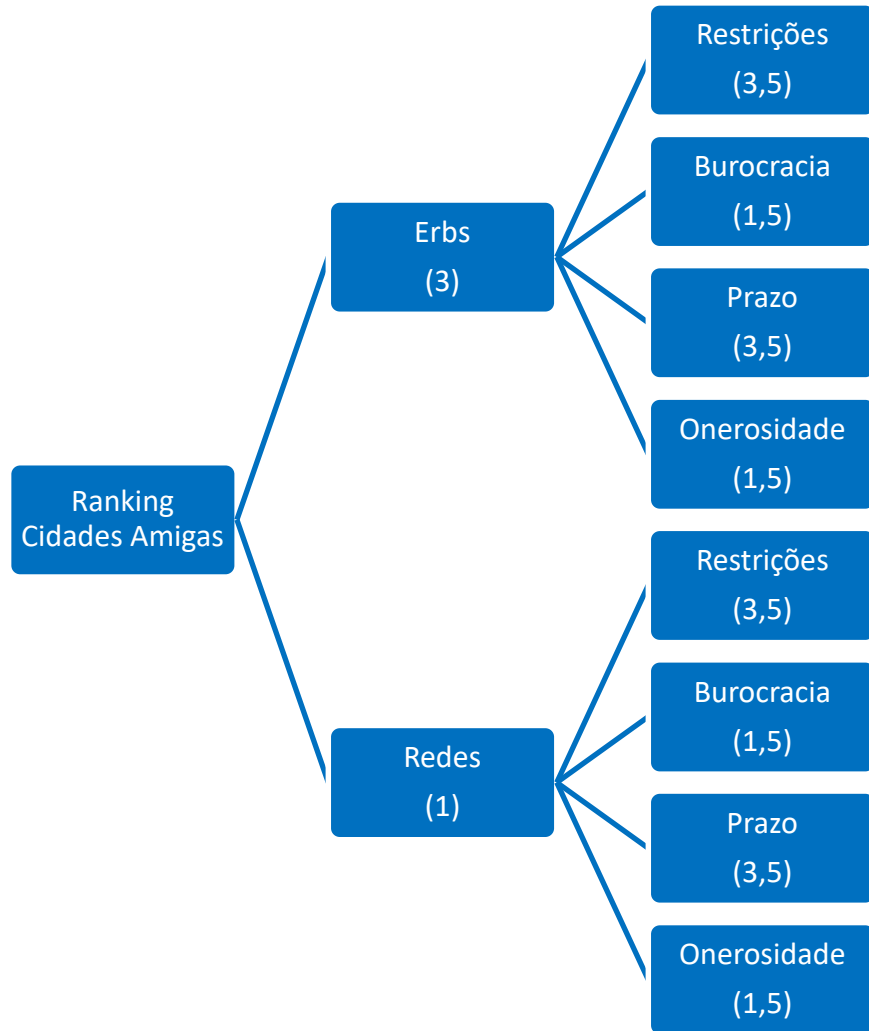 Ranking
Cidades Amigas
Erbs
(3)
Restrições
(3,5)
Burocracia
(1,5)
Prazo
(3,5)
Onerosidade
(1,5)
Redes
(1)
Restrições
(3,5)
Burocracia
(1,5)
Prazo
(3,5)
Onerosidade
(1,5)